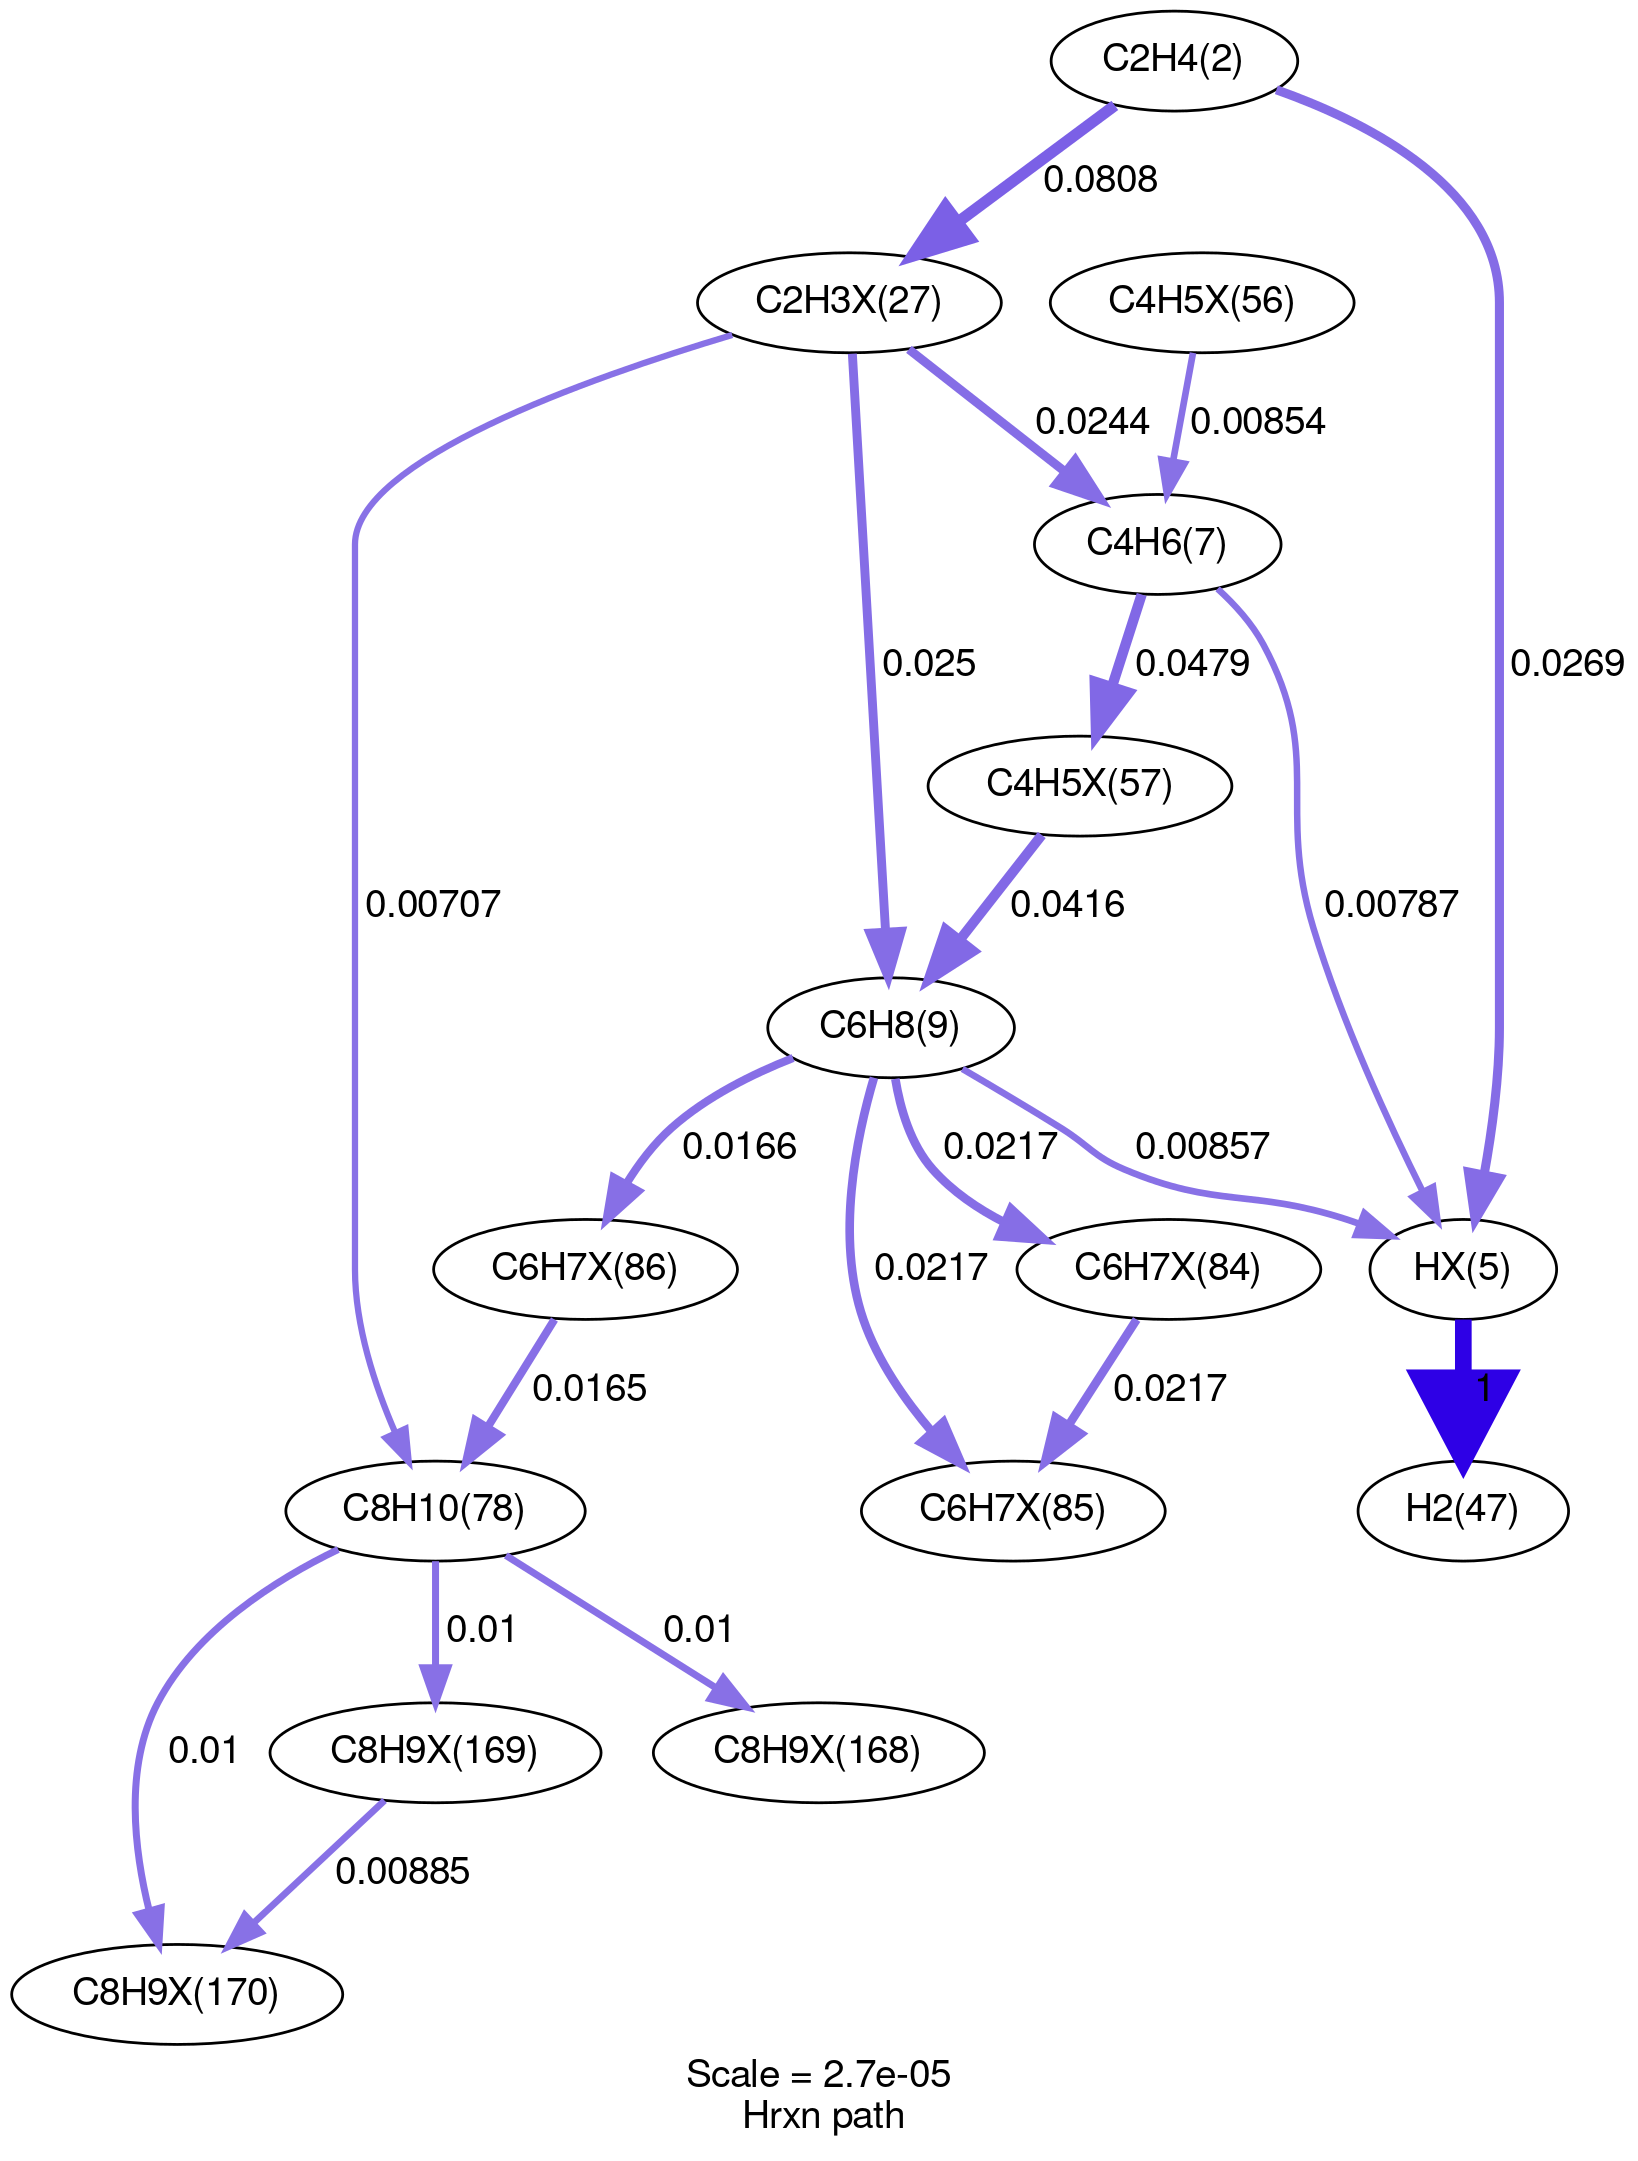 C2H4(2)
0.0808
C2H3X(27)
C4H5X(56)
0.0244
0.00854
C4H6(7)
0.025
0.0479
0.0269
C4H5X(57)
0.00707
0.0416
0.00787
C6H8(9)
0.0166
0.0217
0.00857
C6H7X(86)
0.0217
C6H7X(84)
HX(5)
0.0165
0.0217
1
C8H10(78)
C6H7X(85)
H2(47)
0.01
0.01
0.01
C8H9X(169)
C8H9X(168)
0.00885
C8H9X(170)
Scale = 2.7e-05
Hrxn path